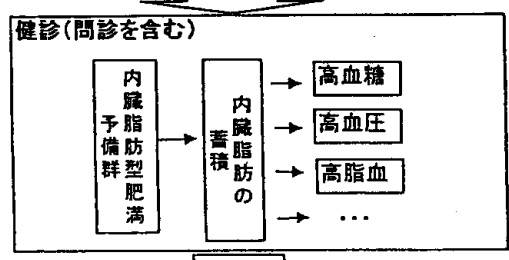 健診(問診を含む)
内臓脂肪型肥満
予備群
内臓脂肪の
蓄積
高血糖
高血圧
高脂血
…